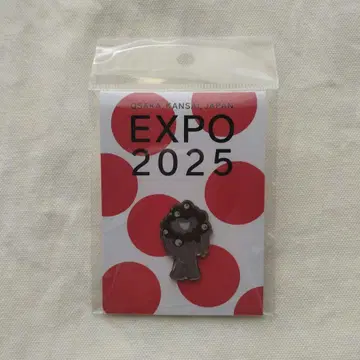 OSAKA, KANSAI, JAPAN
EXPO
2025